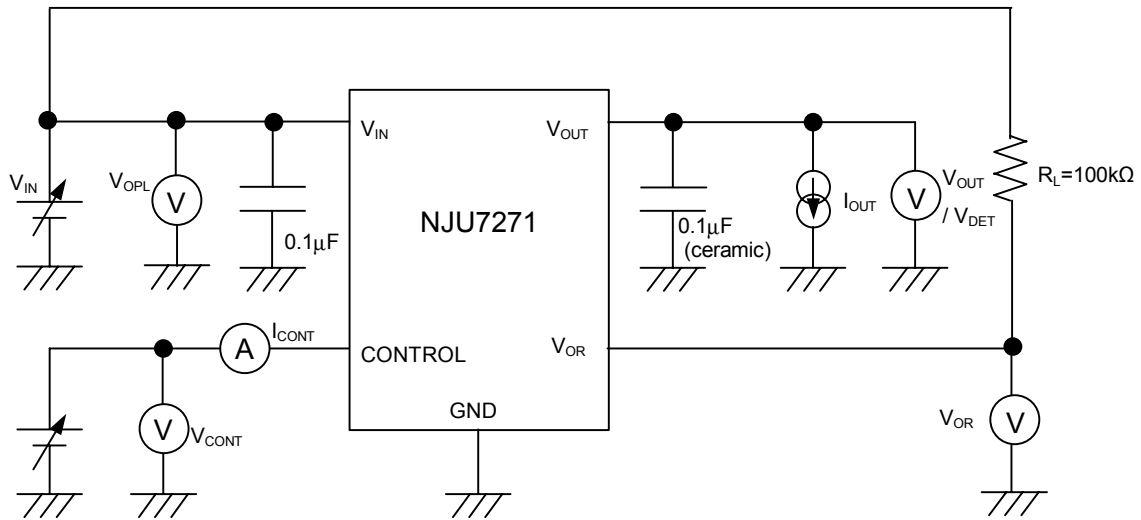 V_IN
V_OUT
V_IN
V_OPL
0.1μF
NJU7271
0.1μF
(ceramic)
I_OUT
V
V
V_OUT
/ V_DET
R_L=100kΩ
I_CONT
A
CONTROL
V_OR
GND
V
V_CONT
V_OR
V